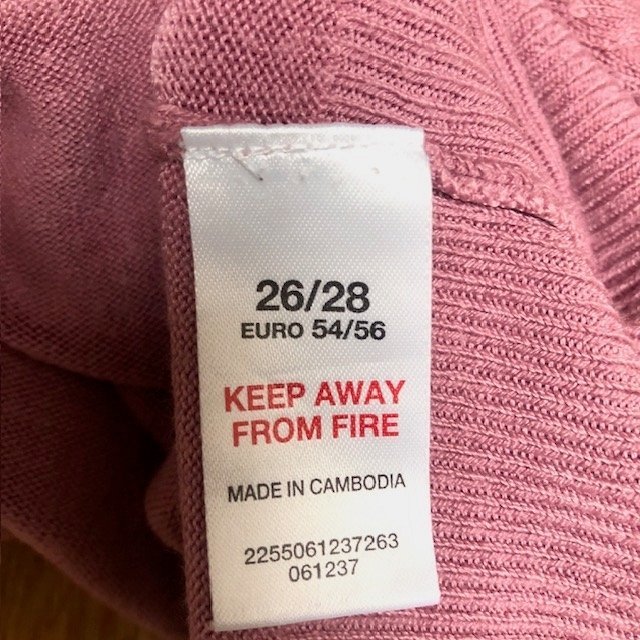 26/28
EURO 54/56
KEEP AWAY
FROM FIRE
MADE IN CAMBODIA
2255061237263
061237